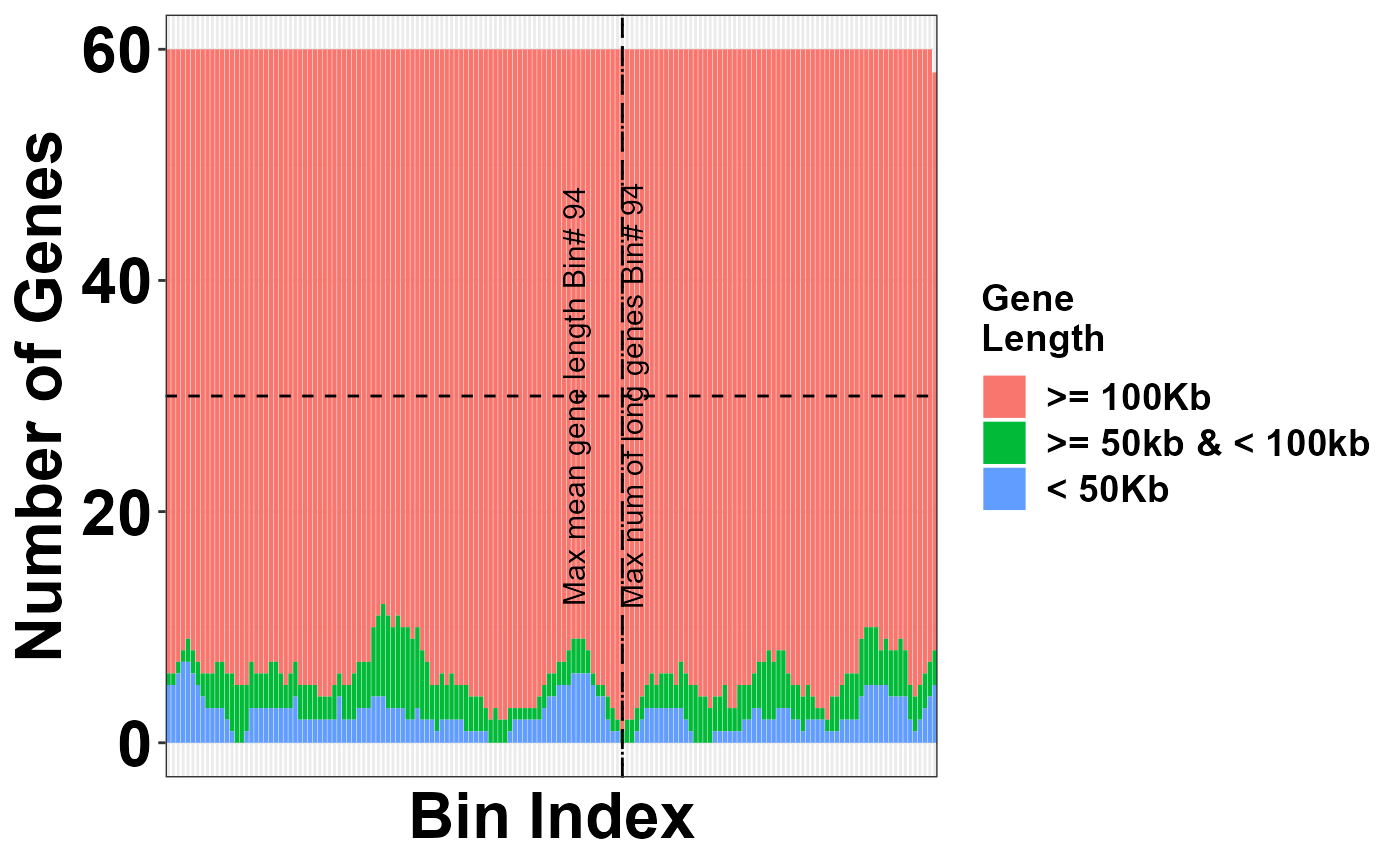 Number of Genes
60
40
20
0
Max mean gene length Bin# 94
Max num of long genes Bin# 94
Bin Index
Gene
Length
>= 100Kb
>= 50kb & < 100kb
< 50Kb